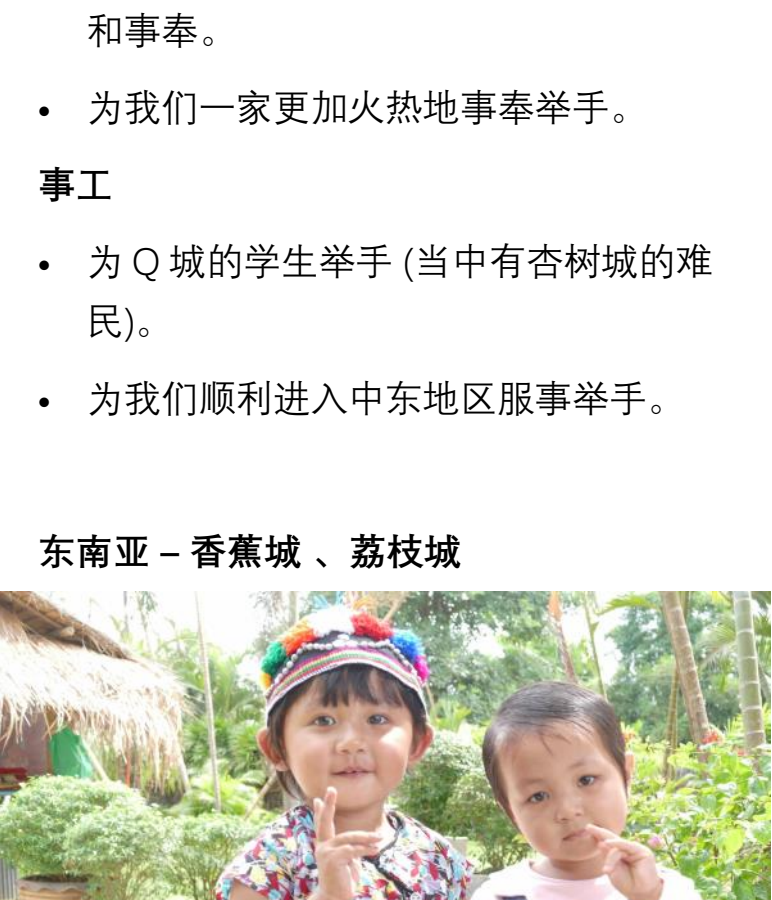 和事奉。
• 为我们一家更加火热地事奉举手。
事工
• 为 Q 城的学生举手 (当中有杏树城的难
民)。
• 为我们顺利进入中东地区服事举手。
东南亚 – 香蕉城 、荔枝城